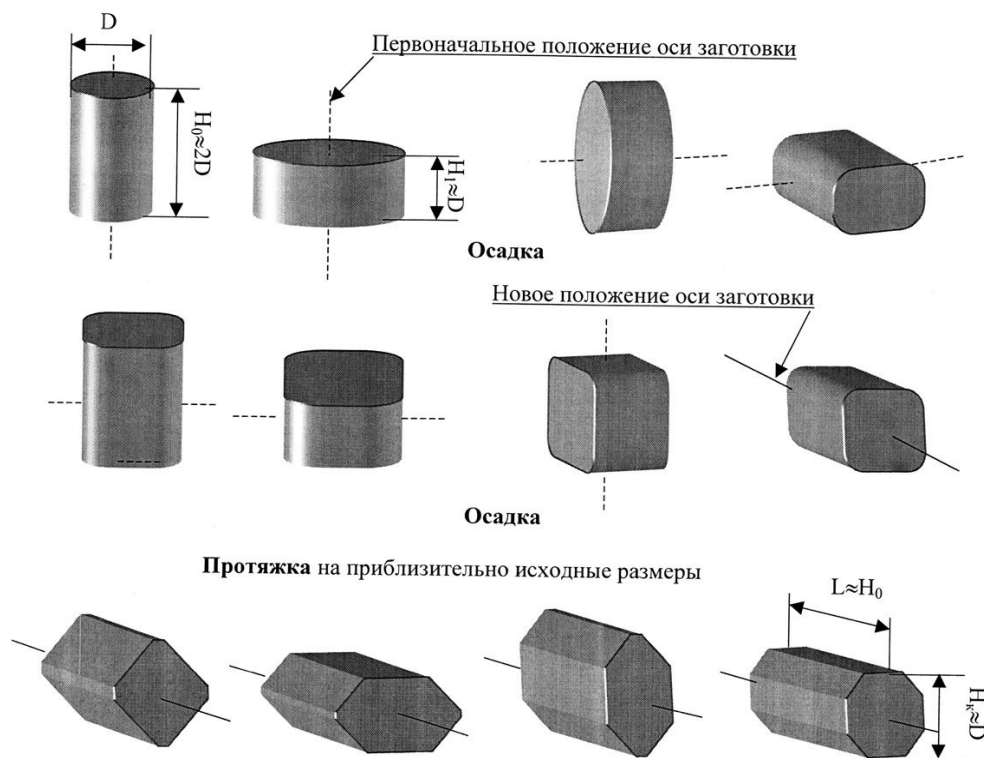 D
Первоначальное положение оси заготовки
H₀≈2D
H₁≈D
Осадка
Новое положение оси заготовки
Осадка
Протяжка на приблизительно исходные размеры
L≈H₀
Hк≈D